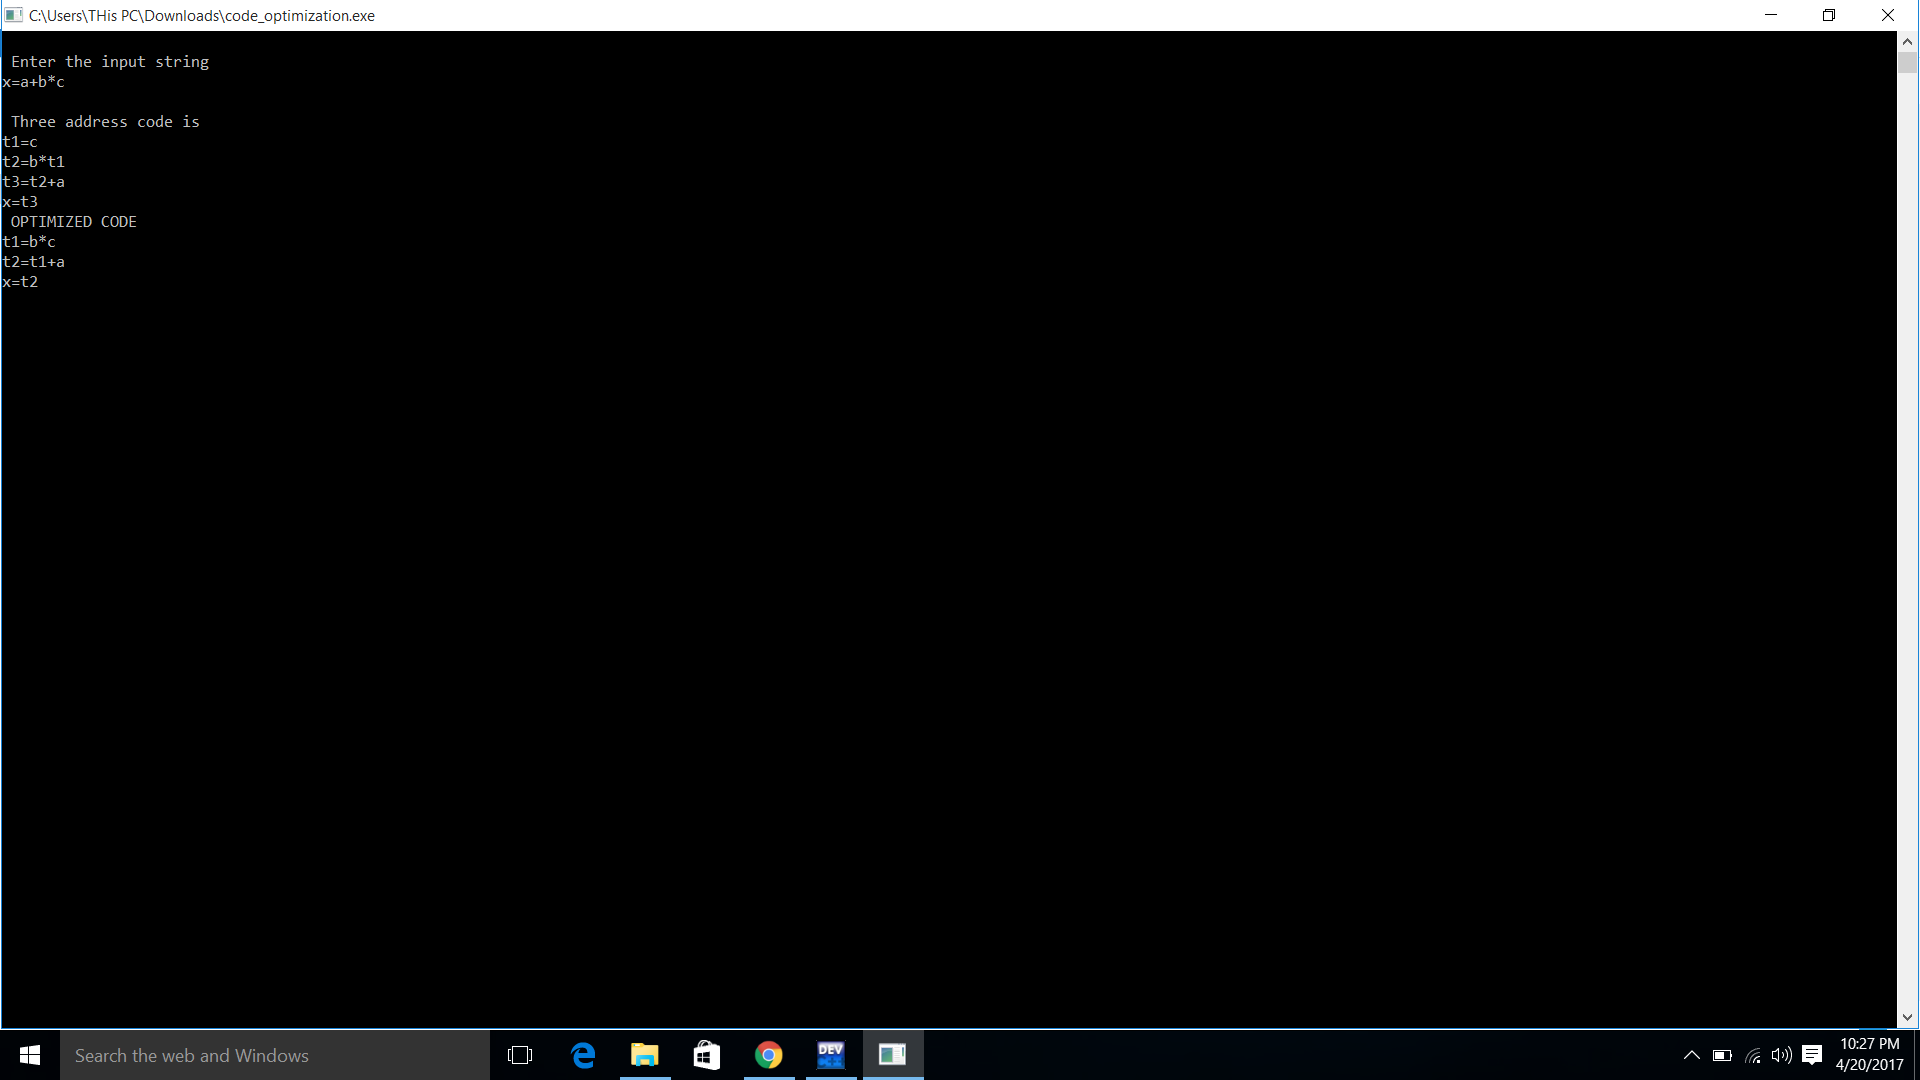 C:\Users\THis PC\Downloads\code_optimization.exe
Enter the input string
x=a+b*c
Three address code is
t1=c
t2=b*t1
t3=t2+a
x=t3
OPTIMIZED CODE
t1=b*c
t2=t1+a
x=t2
Search the web and Windows
DEV
10:27 PM
4/20/2017